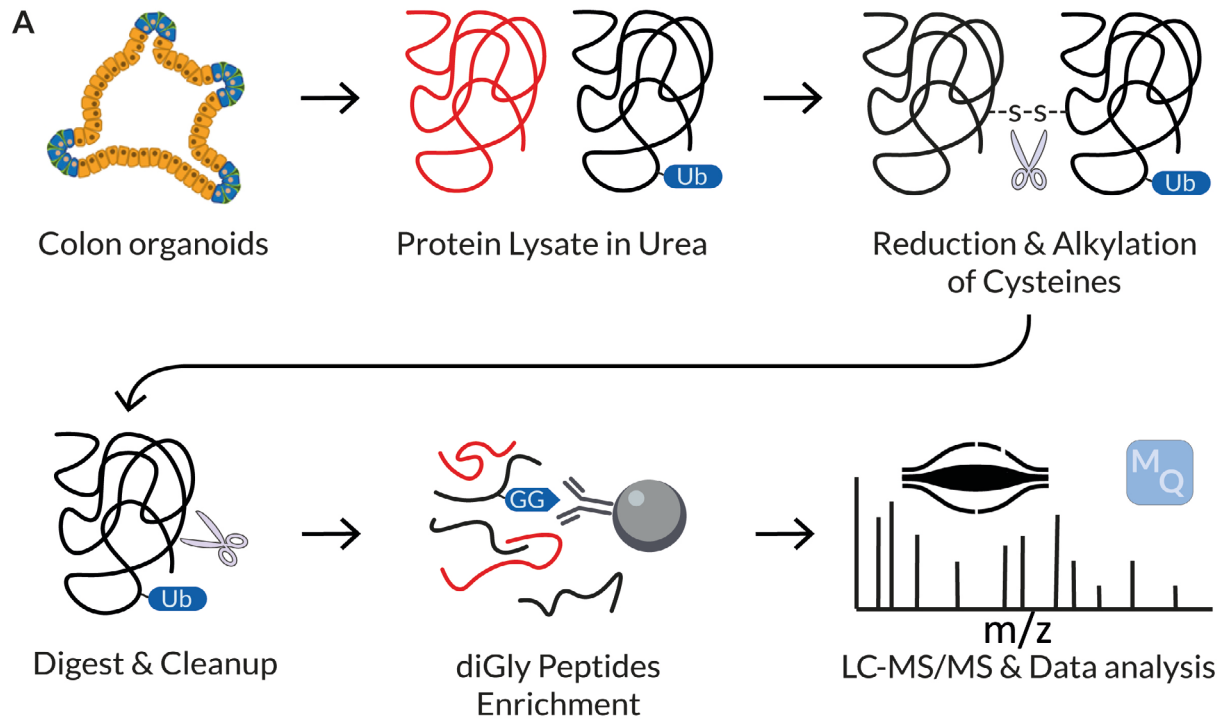 A
Colon organoids
Ub
Protein Lysate in Urea
--S-S--
Ub
Reduction & Alkylation
of Cysteines
Ub
Digest & Cleanup
GG
diGly Peptides
Enrichment
M
Q
m/z
LC-MS/MS & Data analysis